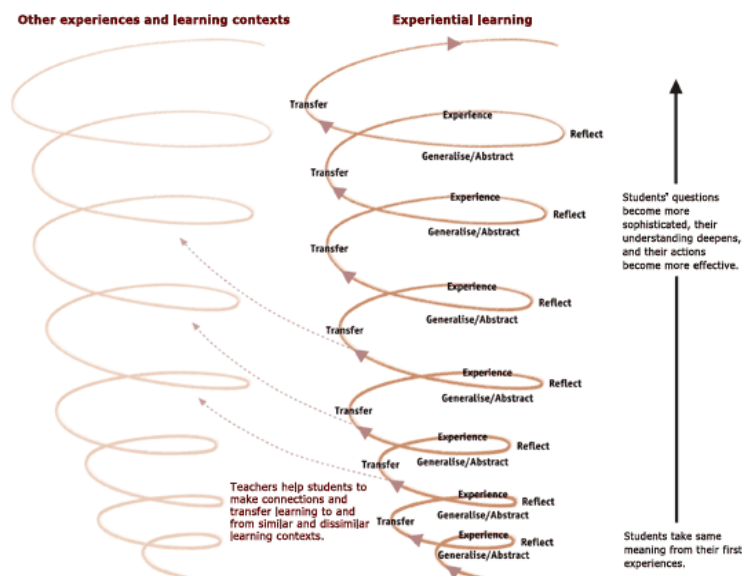 Other experiences and learning contexts
Experiential learning
Transfer
Experience
Reflect
Generalise/Abstract
Transfer
Experience
Reflect
Generalise/Abstract
Transfer
Experience
Reflect
Generalise/Abstract
Transfer
Experience
Reflect
Generalise/Abstract
Transfer
Experience
Reflect
Generalise/Abstract
Transfer
Experience
Reflect
Generalise/Abstract
Transfer
Experience
Reflect
Generalise/Abstract
Students' questions
become more
sophisticated, their
understanding deepens,
and their actions
become more effective.
Teachers help students to
make connections and
transfer learning to and
from similar and dissimilar
learning contexts.
Students take same
meaning from their first
experiences.